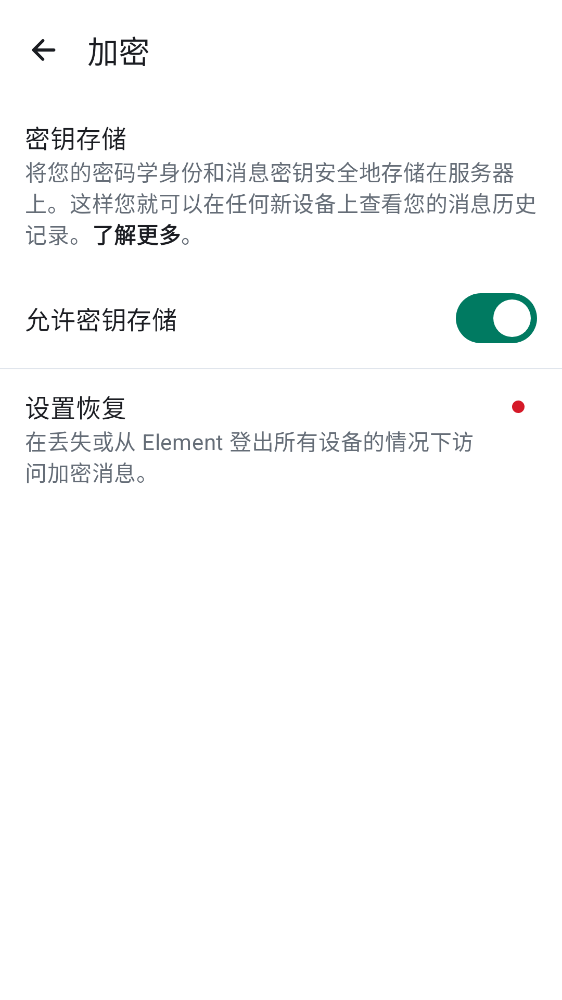 加密
密钥存储
将您的密码学身份和消息密钥安全地存储在服务器
上。这样您就可以在任何新设备上查看您的消息历史
记录。了解更多。
允许密钥存储
设置恢复
在丢失或从 Element 登出所有设备的情况下访
问加密消息。